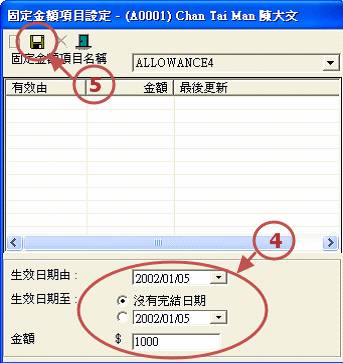 固定金額項目設定 - (A0001) Chan Tai Man 陳大文
固定金額項目名稱 ALLOWANCE4
5
有效由 金額 最後更新
4
生效日期由 : 2002/01/05
生效日期至 : 沒有完結日期
2002/01/05
金額 $ 1000